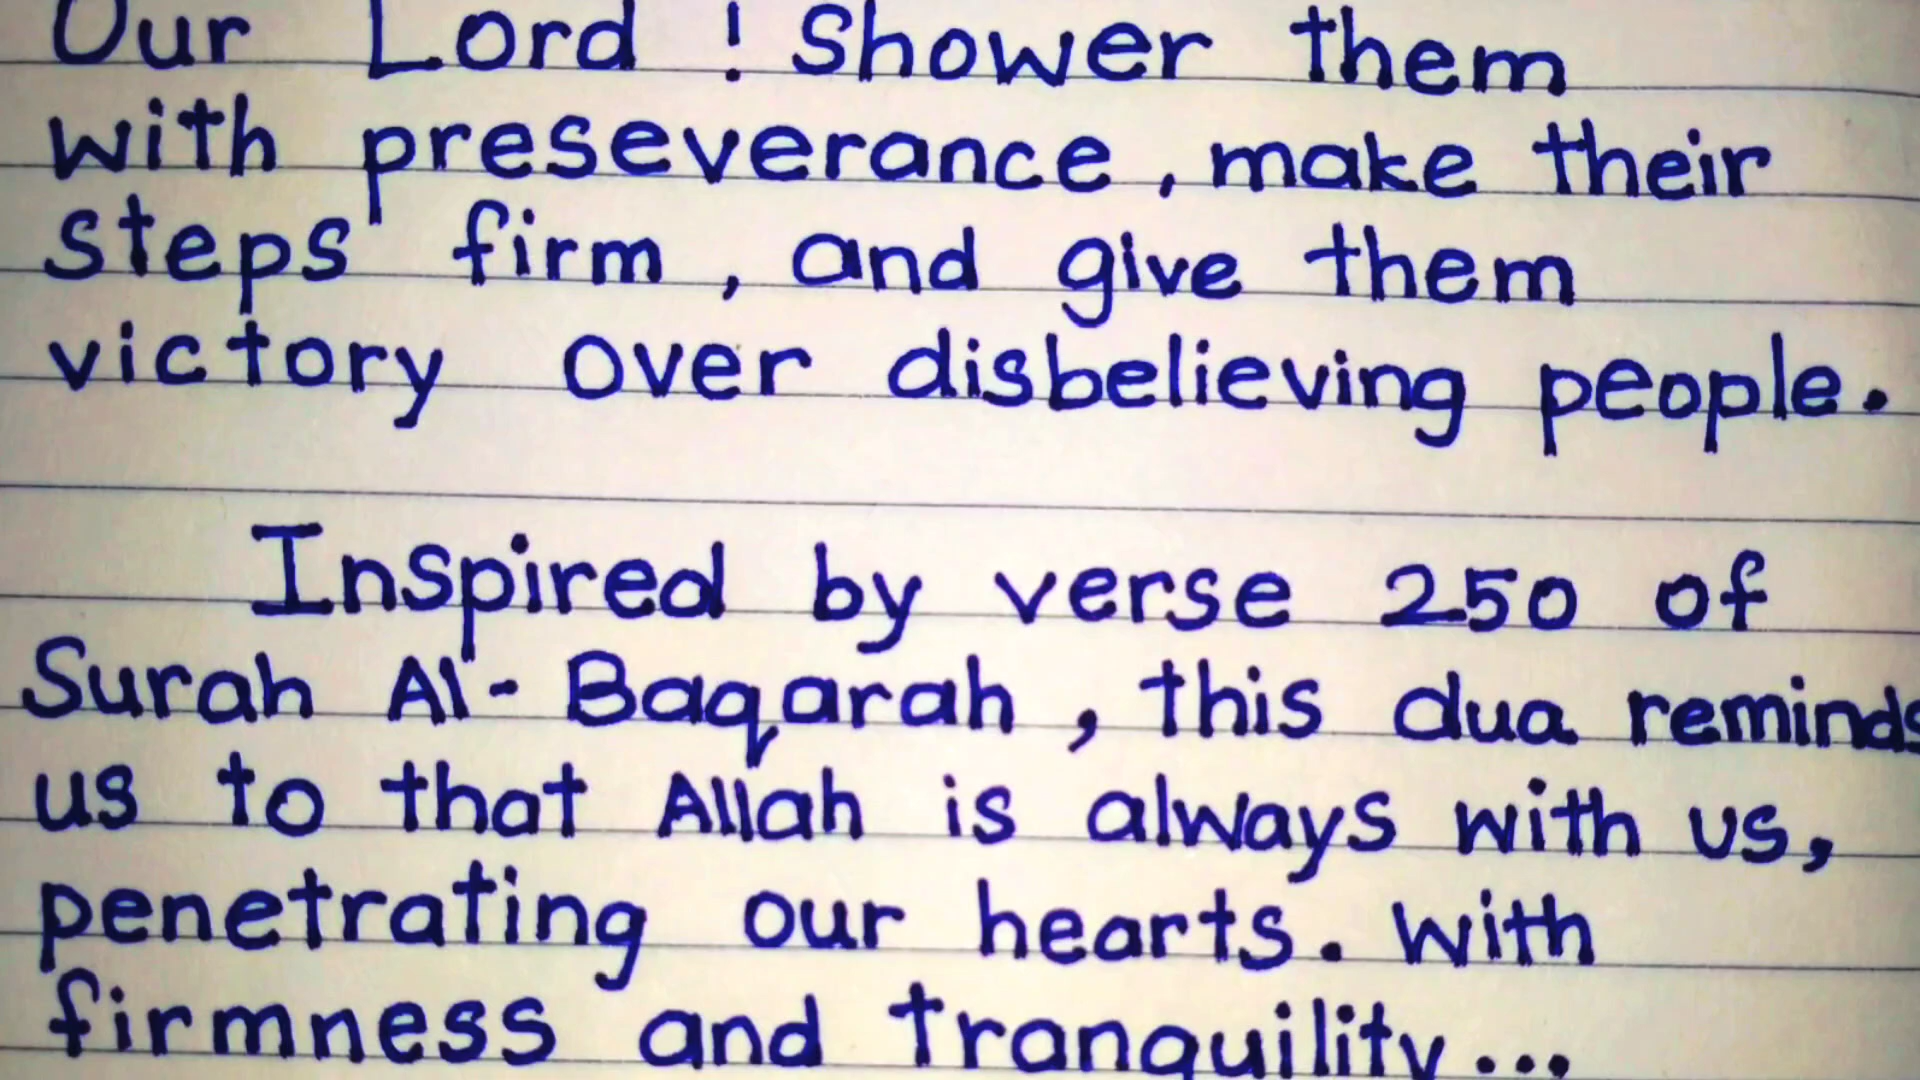 Our Lord ! Shower them
with preseverance, make their
steps firm, and give them
victory over disbelieving people.
Inspired by verse 250 of
Surah Al-Baqarah, this dua reminds
us to that Allah is always with us,
penetrating our hearts. With
firmness and tranquility...